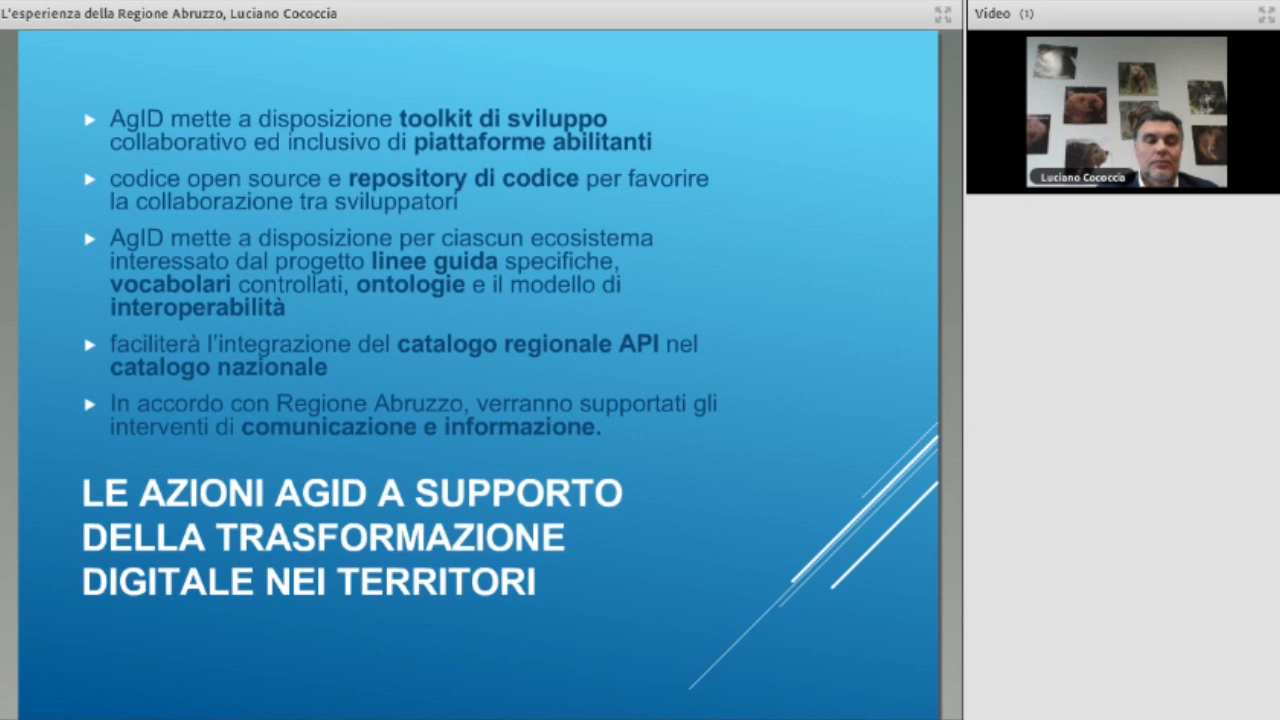 L'esperienza della Regione Abruzzo, Luciano Cococcia
Video (1)
Luciano Cococcia
AgID mette a disposizione toolkit di sviluppo
collaborativo ed inclusivo di piattaforme abilitanti
codice open source e repository di codice per favorire
la collaborazione tra sviluppatori
AgID mette a disposizione per ciascun ecosistema
interessato dal progetto linee guida specifiche,
vocabolari controllati, ontologie e il modello di
interoperabilità
faciliterà l'integrazione del catalogo regionale API nel
catalogo nazionale
In accordo con Regione Abruzzo, verranno supportati gli
interventi di comunicazione e informazione.
LE AZIONI AGID A SUPPORTO
DELLA TRASFORMAZIONE
DIGITALE NEI TERRITORI